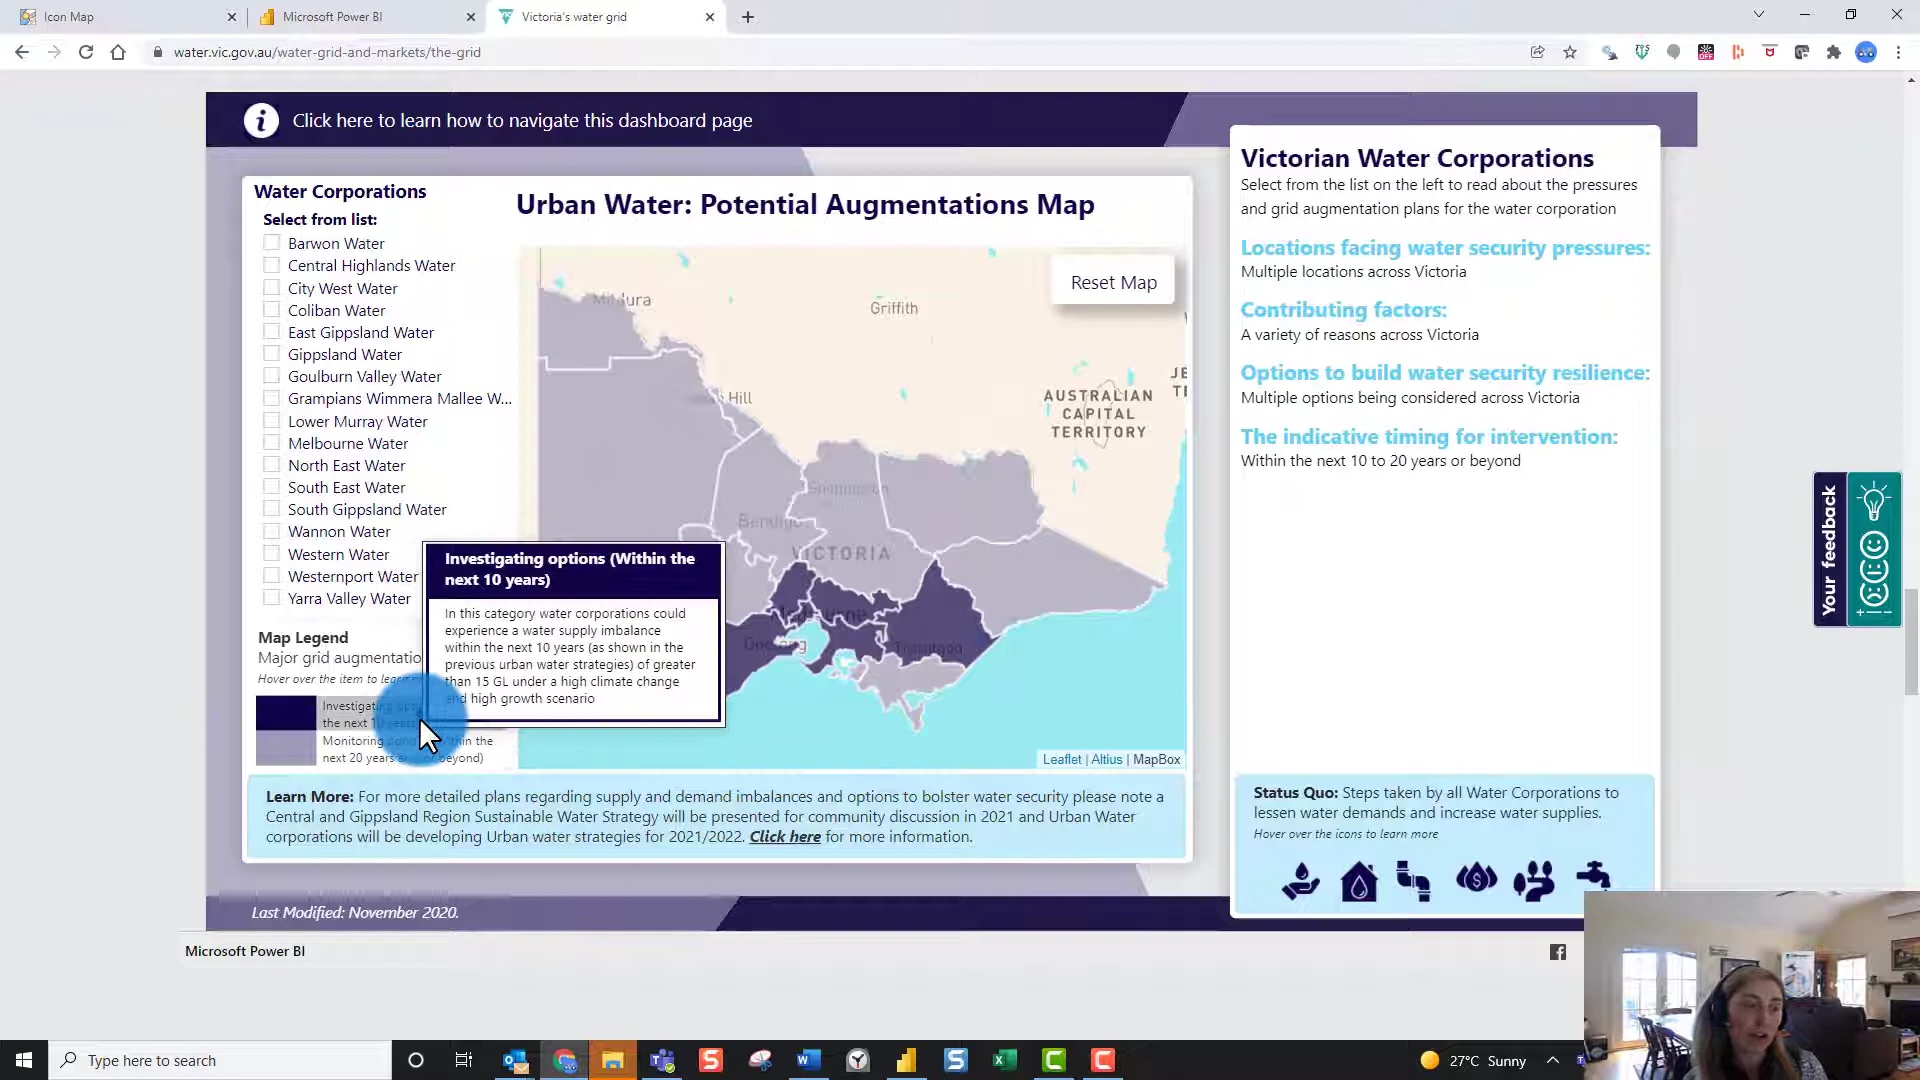 Icon Map
Microsoft Power BI
Victoria's water grid
water.vic.gov.au/water-grid-and-markets/the-grid
Click here to learn how to navigate this dashboard page
Water Corporations
Select from list:
Barwon Water
Central Highlands Water
City West Water
Coliban Water
East Gippsland Water
Gippsland Water
Goulburn Valley Water
Grampians Wimmera Mallee W...
Lower Murray Water
Melbourne Water
North East Water
South East Water
South Gippsland Water
Wannon Water
Western Water
Westernport Water
Yarra Valley Water
Map Legend
Major grid augmentatio
Hover over the item to learn
Investigating
the next 10 years
Monitoring within the
next 20 years beyond)
Urban Water: Potential Augmentations Map
Reset Map
Mildura
Griffith
Hill
AUSTRALIAN
CAPITAL
TERRITORY
Shepparton
Bendigo
VICTORIA
Melbourne
Geelong
Traralgon
Leaflet | Altius | MapBox
Investigating options (Within the
next 10 years)
In this category water corporations could
experience a water supply imbalance
within the next 10 years (as shown in the
previous urban water strategies) of greater
than 15 GL under a high climate change
and high growth scenario
Learn More: For more detailed plans regarding supply and demand imbalances and options to bolster water security please note a
Central and Gippsland Region Sustainable Water Strategy will be presented for community discussion in 2021 and Urban Water
corporations will be developing Urban water strategies for 2021/2022. Click here for more information.
Last Modified: November 2020.
Victorian Water Corporations
Select from the list on the left to read about the pressures
and grid augmentation plans for the water corporation
Locations facing water security pressures:
Multiple locations across Victoria
Contributing factors:
A variety of reasons across Victoria
Options to build water security resilience:
Multiple options being considered across Victoria
The indicative timing for intervention:
Within the next 10 to 20 years or beyond
Status Quo: Steps taken by all Water Corporations to
lessen water demands and increase water supplies.
Hover over the icons to learn more
Your feedback
Microsoft Power BI
Type here to search
27°C Sunny